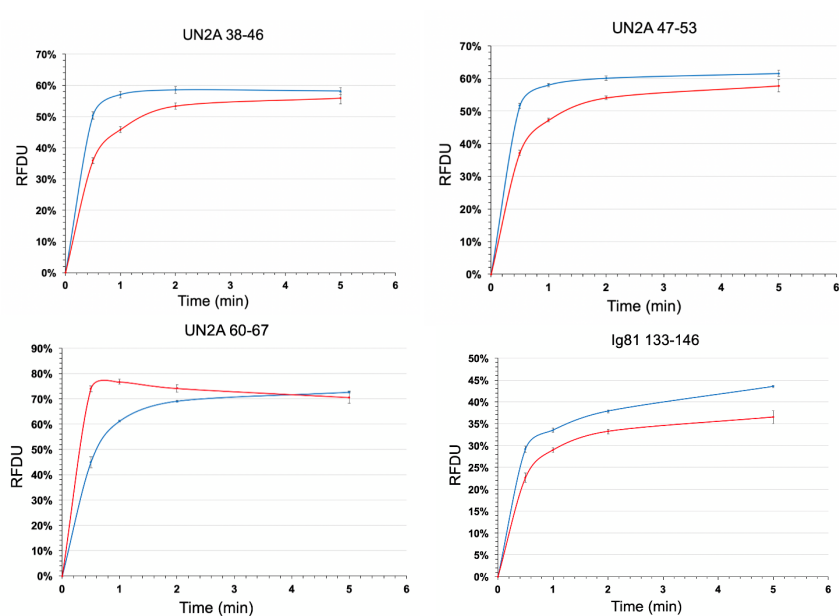 UN2A 38-46
70%
60%
50%
40%
30%
20%
10%
0%
RFDU
0 1 2 3 4 5 6
Time (min)
UN2A 47-53
70%
60%
50%
40%
30%
20%
10%
0%
RFDU
0 1 2 3 4 5 6
Time (min)
UN2A 60-67
90%
80%
70%
60%
50%
40%
30%
20%
10%
0%
RFDU
0 1 2 3 4 5 6
Time (min)
Ig81 133-146
50%
45%
40%
35%
30%
25%
20%
15%
10%
5%
0%
RFDU
0 1 2 3 4 5 6
Time (min)